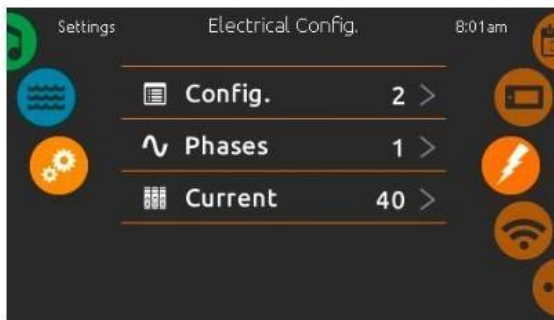 Settings Electrical Config. 8:01am
Config. 2 >
Phases 1 >
Current 40 >